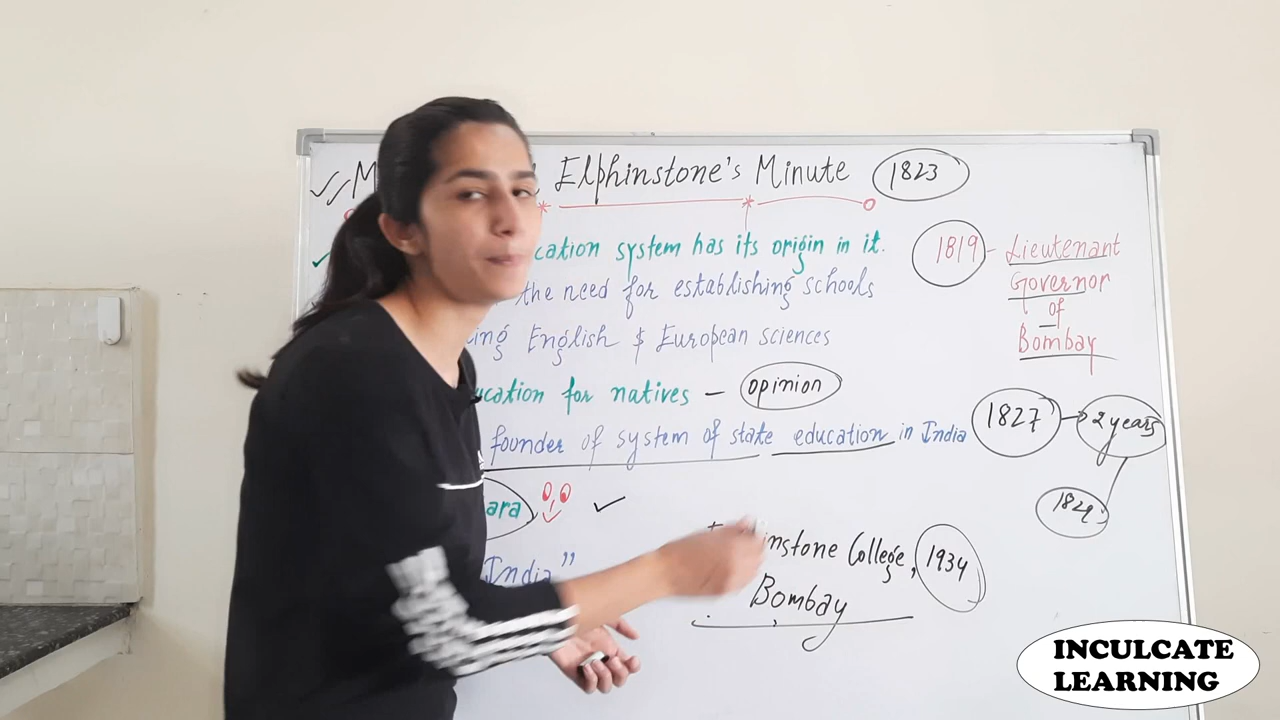 M Elphinstone's Minute 1823
cation system has its origin in it.
1819 - Lieutenant
Governor
of
Bombay
the need for establishing schools
ing English & European sciences
ucation for natives — opinion
founder of system of state education in India
1827 → 2 years
1829
ara
India”
instone College, 1934
Bombay
INCULCATE
LEARNING